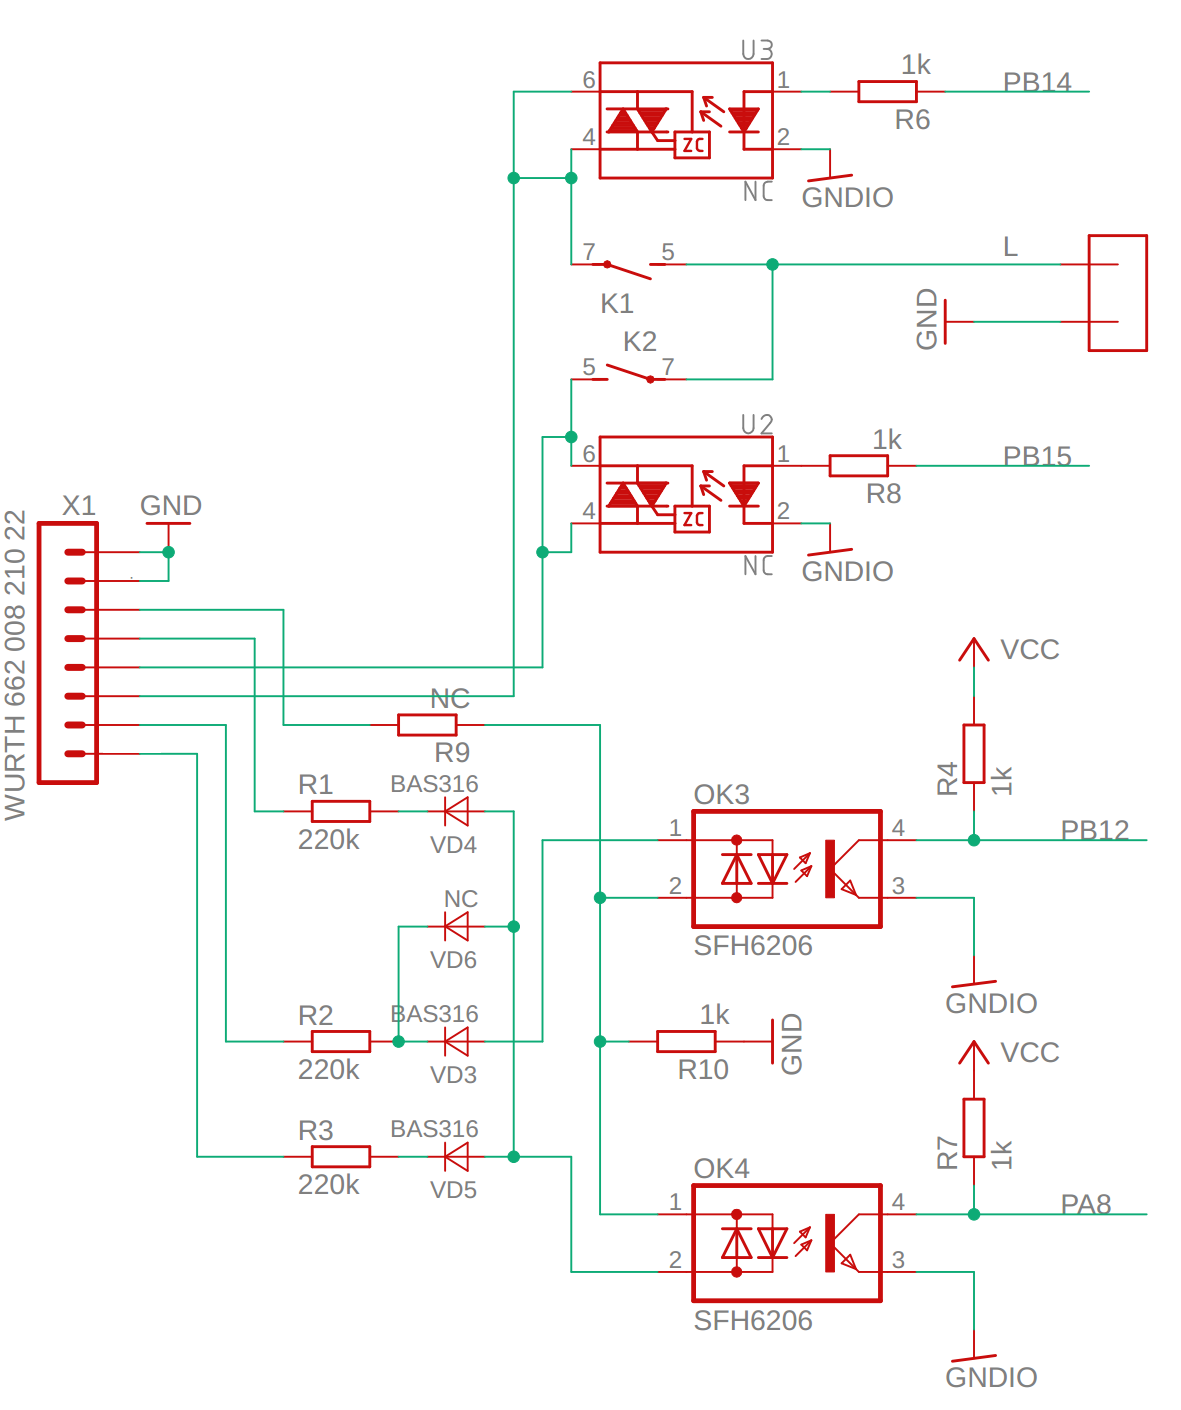 U3
6
1
1k
PB14
4
2
R6
ZC
NC
GNDIO
7
5
L
K1
GND
K2
5
7
U2
6
1
1k
PB15
4
2
R8
ZC
NC
GNDIO
X1
GND
WURTH 662 008 210 22
VCC
NC
R9
R4
1k
R1
BAS316
220k
VD4
OK3
1
4
PB12
2
3
NC
VD6
SFH6206
GNDIO
R2
BAS316
1k
GND
220k
VD3
R10
VCC
R3
BAS316
220k
VD5
R7
1k
OK4
1
4
PA8
2
3
SFH6206
GNDIO